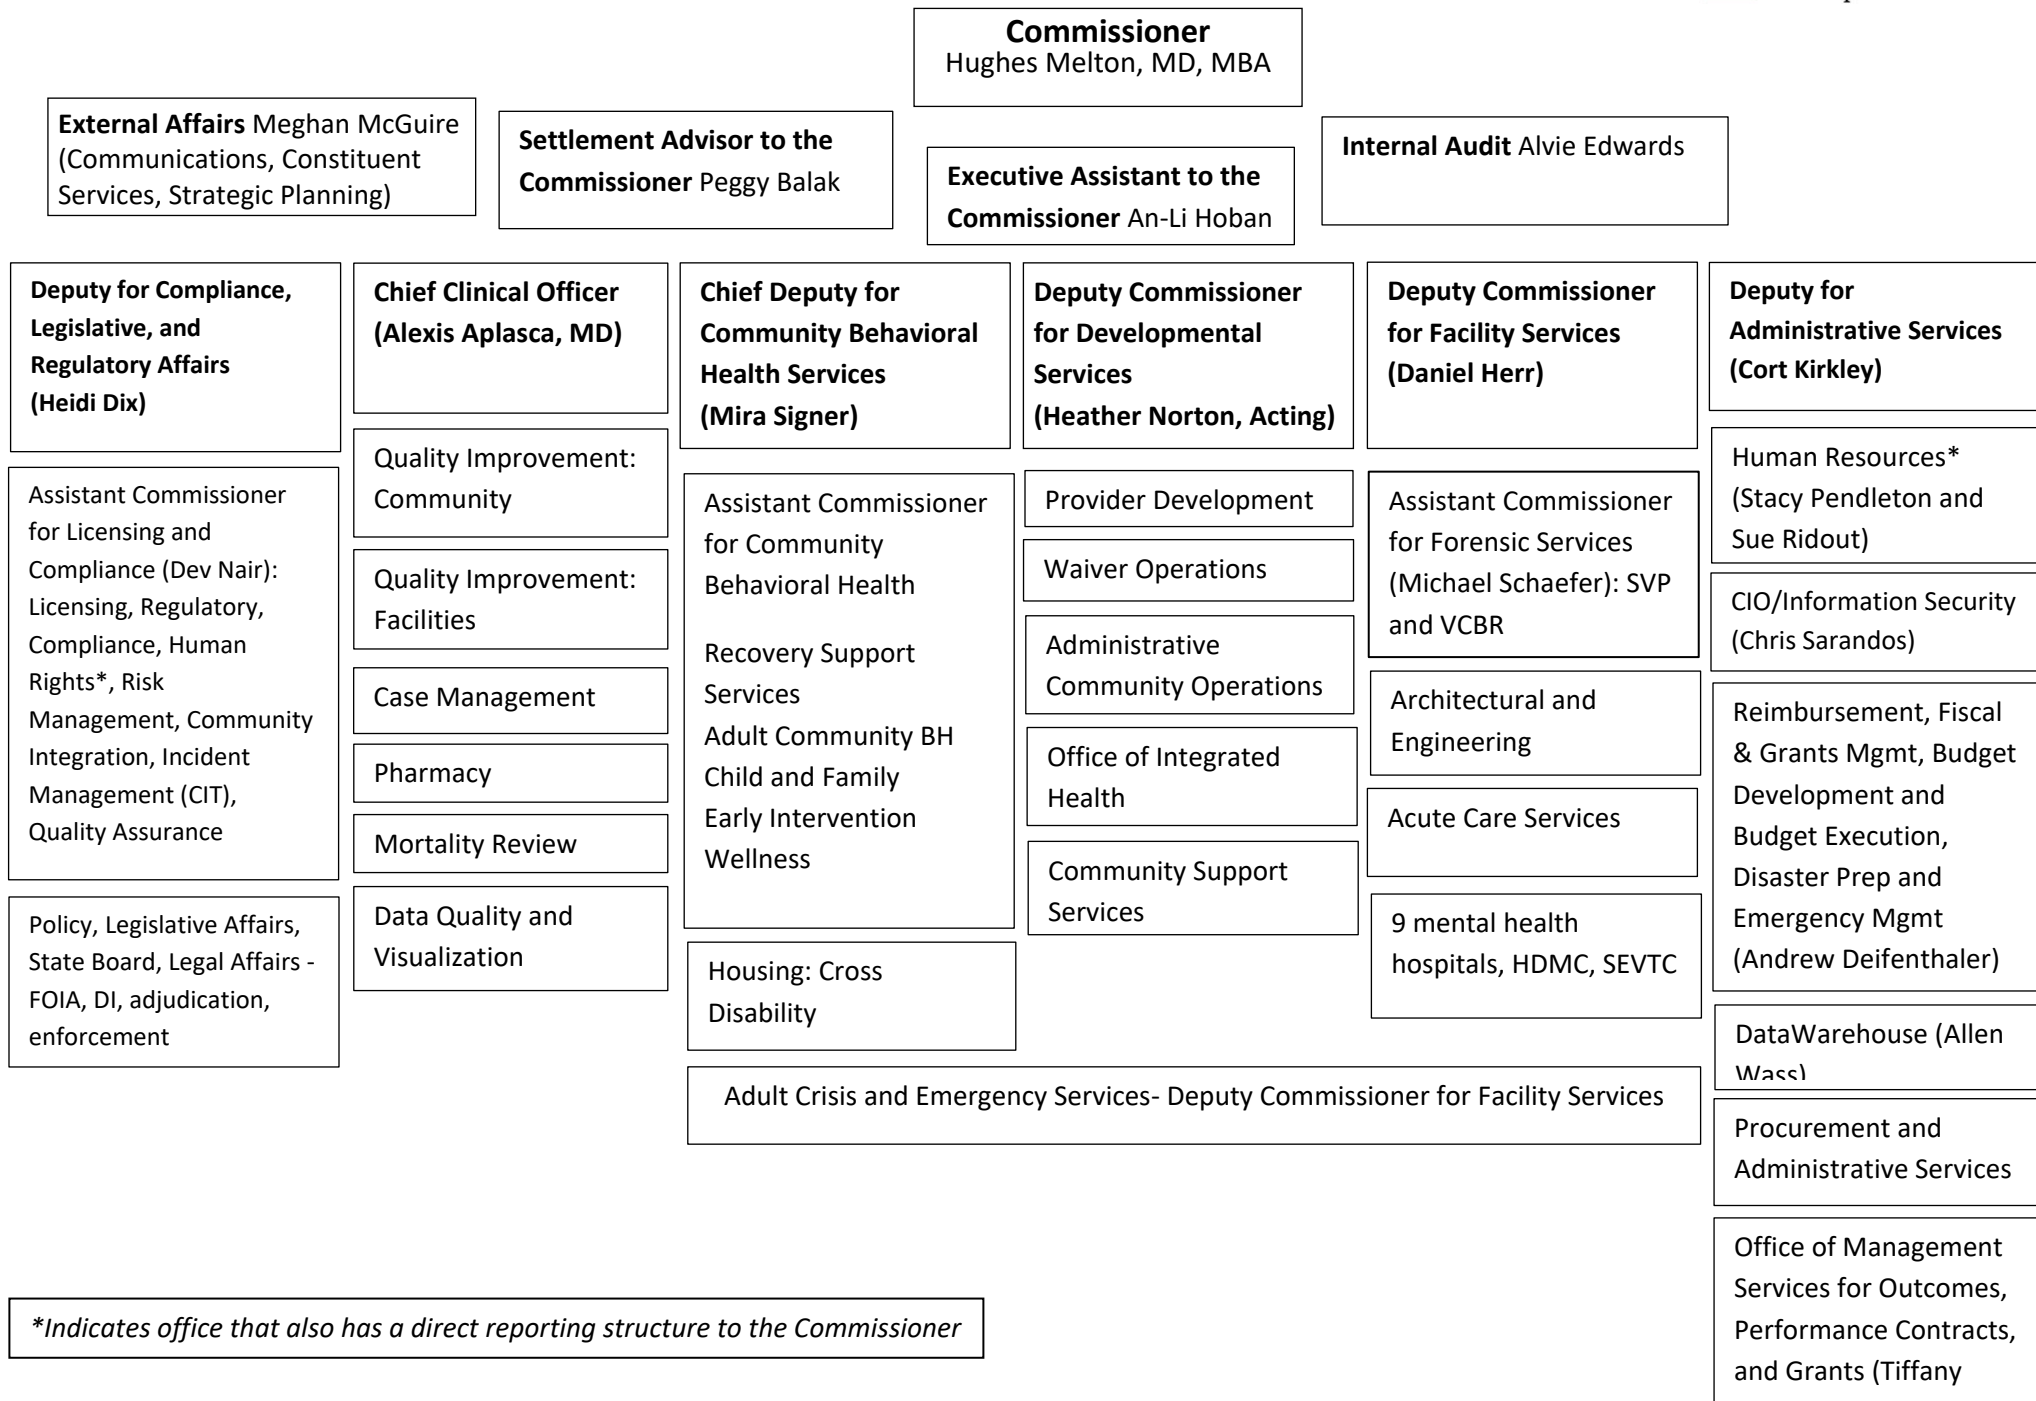 Commissioner
Hughes Melton, MD, MBA
External Affairs Meghan McGuire
(Communications, Constituent
Services, Strategic Planning)
Settlement Advisor to the
Commissioner Peggy Balak
Executive Assistant to the
Commissioner An-Li Hoban
Internal Audit Alvie Edwards
Deputy for Compliance,
Legislative, and
Regulatory Affairs
(Heidi Dix)
Assistant Commissioner
for Licensing and
Compliance (Dev Nair):
Licensing, Regulatory,
Compliance, Human
Rights*, Risk
Management, Community
Integration, Incident
Management (CIT),
Quality Assurance
Policy, Legislative Affairs,
State Board, Legal Affairs -
FOIA, DI, adjudication,
enforcement
Chief Clinical Officer
(Alexis Aplasca, MD)
Quality Improvement:
Community
Quality Improvement:
Facilities
Case Management
Pharmacy
Mortality Review
Data Quality and
Visualization
Chief Deputy for
Community Behavioral
Health Services
(Mira Signer)
Assistant Commissioner
for Community
Behavioral Health
Recovery Support
Services
Adult Community BH
Child and Family
Early Intervention
Wellness
Housing: Cross
Disability
Deputy Commissioner
for Developmental
Services
(Heather Norton, Acting)
Provider Development
Waiver Operations
Administrative
Community Operations
Office of Integrated
Health
Community Support
Services
Deputy Commissioner
for Facility Services
(Daniel Herr)
Assistant Commissioner
for Forensic Services
(Michael Schaefer): SVP
and VCBR
Architectural and
Engineering
Acute Care Services
9 mental health
hospitals, HDMC, SEVTC
Adult Crisis and Emergency Services- Deputy Commissioner for Facility Services
Deputy for
Administrative Services
(Cort Kirkley)
Human Resources*
(Stacy Pendleton and
Sue Ridout)
CIO/Information Security
(Chris Sarandos)
Reimbursement, Fiscal
& Grants Mgmt, Budget
Development and
Budget Execution,
Disaster Prep and
Emergency Mgmt
(Andrew Deifenthaler)
DataWarehouse (Allen
Wass)
Procurement and
Administrative Services
Office of Management
Services for Outcomes,
Performance Contracts,
and Grants (Tiffany
*Indicates office that also has a direct reporting structure to the Commissioner